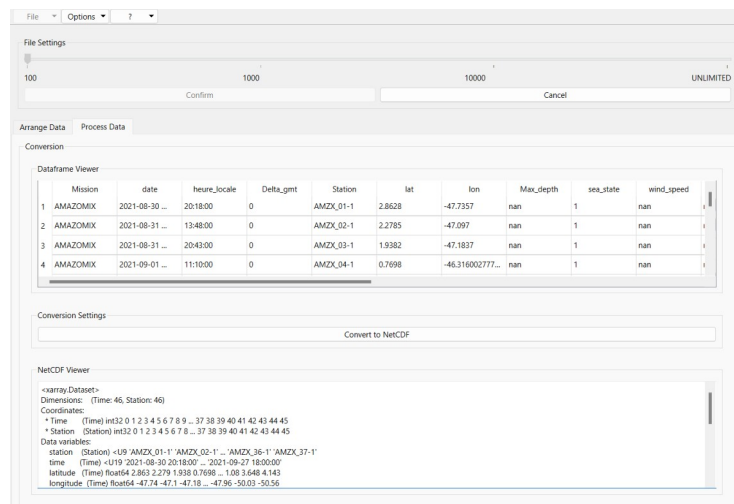 File Options ?
File Settings
100 1000 10000 UNLIMITED
Confirm Cancel
Arrange Data Process Data
Conversion
Dataframe Viewer
Mission date heure_locale Delta_gmt Station lat lon Max_depth sea_state wind_speed
1 AMAZOMIX 2021-08-30 ... 20:18:00 0 AMZX_01-1 2.8628 -47.7357 nan 1 nan
2 AMAZOMIX 2021-08-31 ... 13:48:00 0 AMZX_02-1 2.2785 -47.097 nan 1 nan
3 AMAZOMIX 2021-08-31 ... 20:43:00 0 AMZX_03-1 1.9382 -47.1837 nan 1 nan
4 AMAZOMIX 2021-09-01 ... 11:10:00 0 AMZX_04-1 0.7698 -46.316002777... nan 1 nan
Conversion Settings
Convert to NetCDF
NetCDF Viewer
<xarray.Dataset>
Dimensions: (Time: 46, Station: 46)
Coordinates:
* Time (Time) int32 0 1 2 3 4 5 6 7 8 9 ... 37 38 39 40 41 42 43 44 45
* Station (Station) int32 0 1 2 3 4 5 6 7 8 ... 37 38 39 40 41 42 43 44 45
Data variables:
station (Station) <U9 'AMZX_01-1' 'AMZX_02-1' ... 'AMZX_36-1' 'AMZX_37-1'
time (Time) <U19 '2021-08-30 20:18:00' ... '2021-09-27 18:00:00'
latitude (Time) float64 2.863 2.279 1.938 0.7698 ... 1.08 3.648 4.143
longitude (Time) float64 -47.74 -47.1 -47.18 ... -47.96 -50.03 -50.56